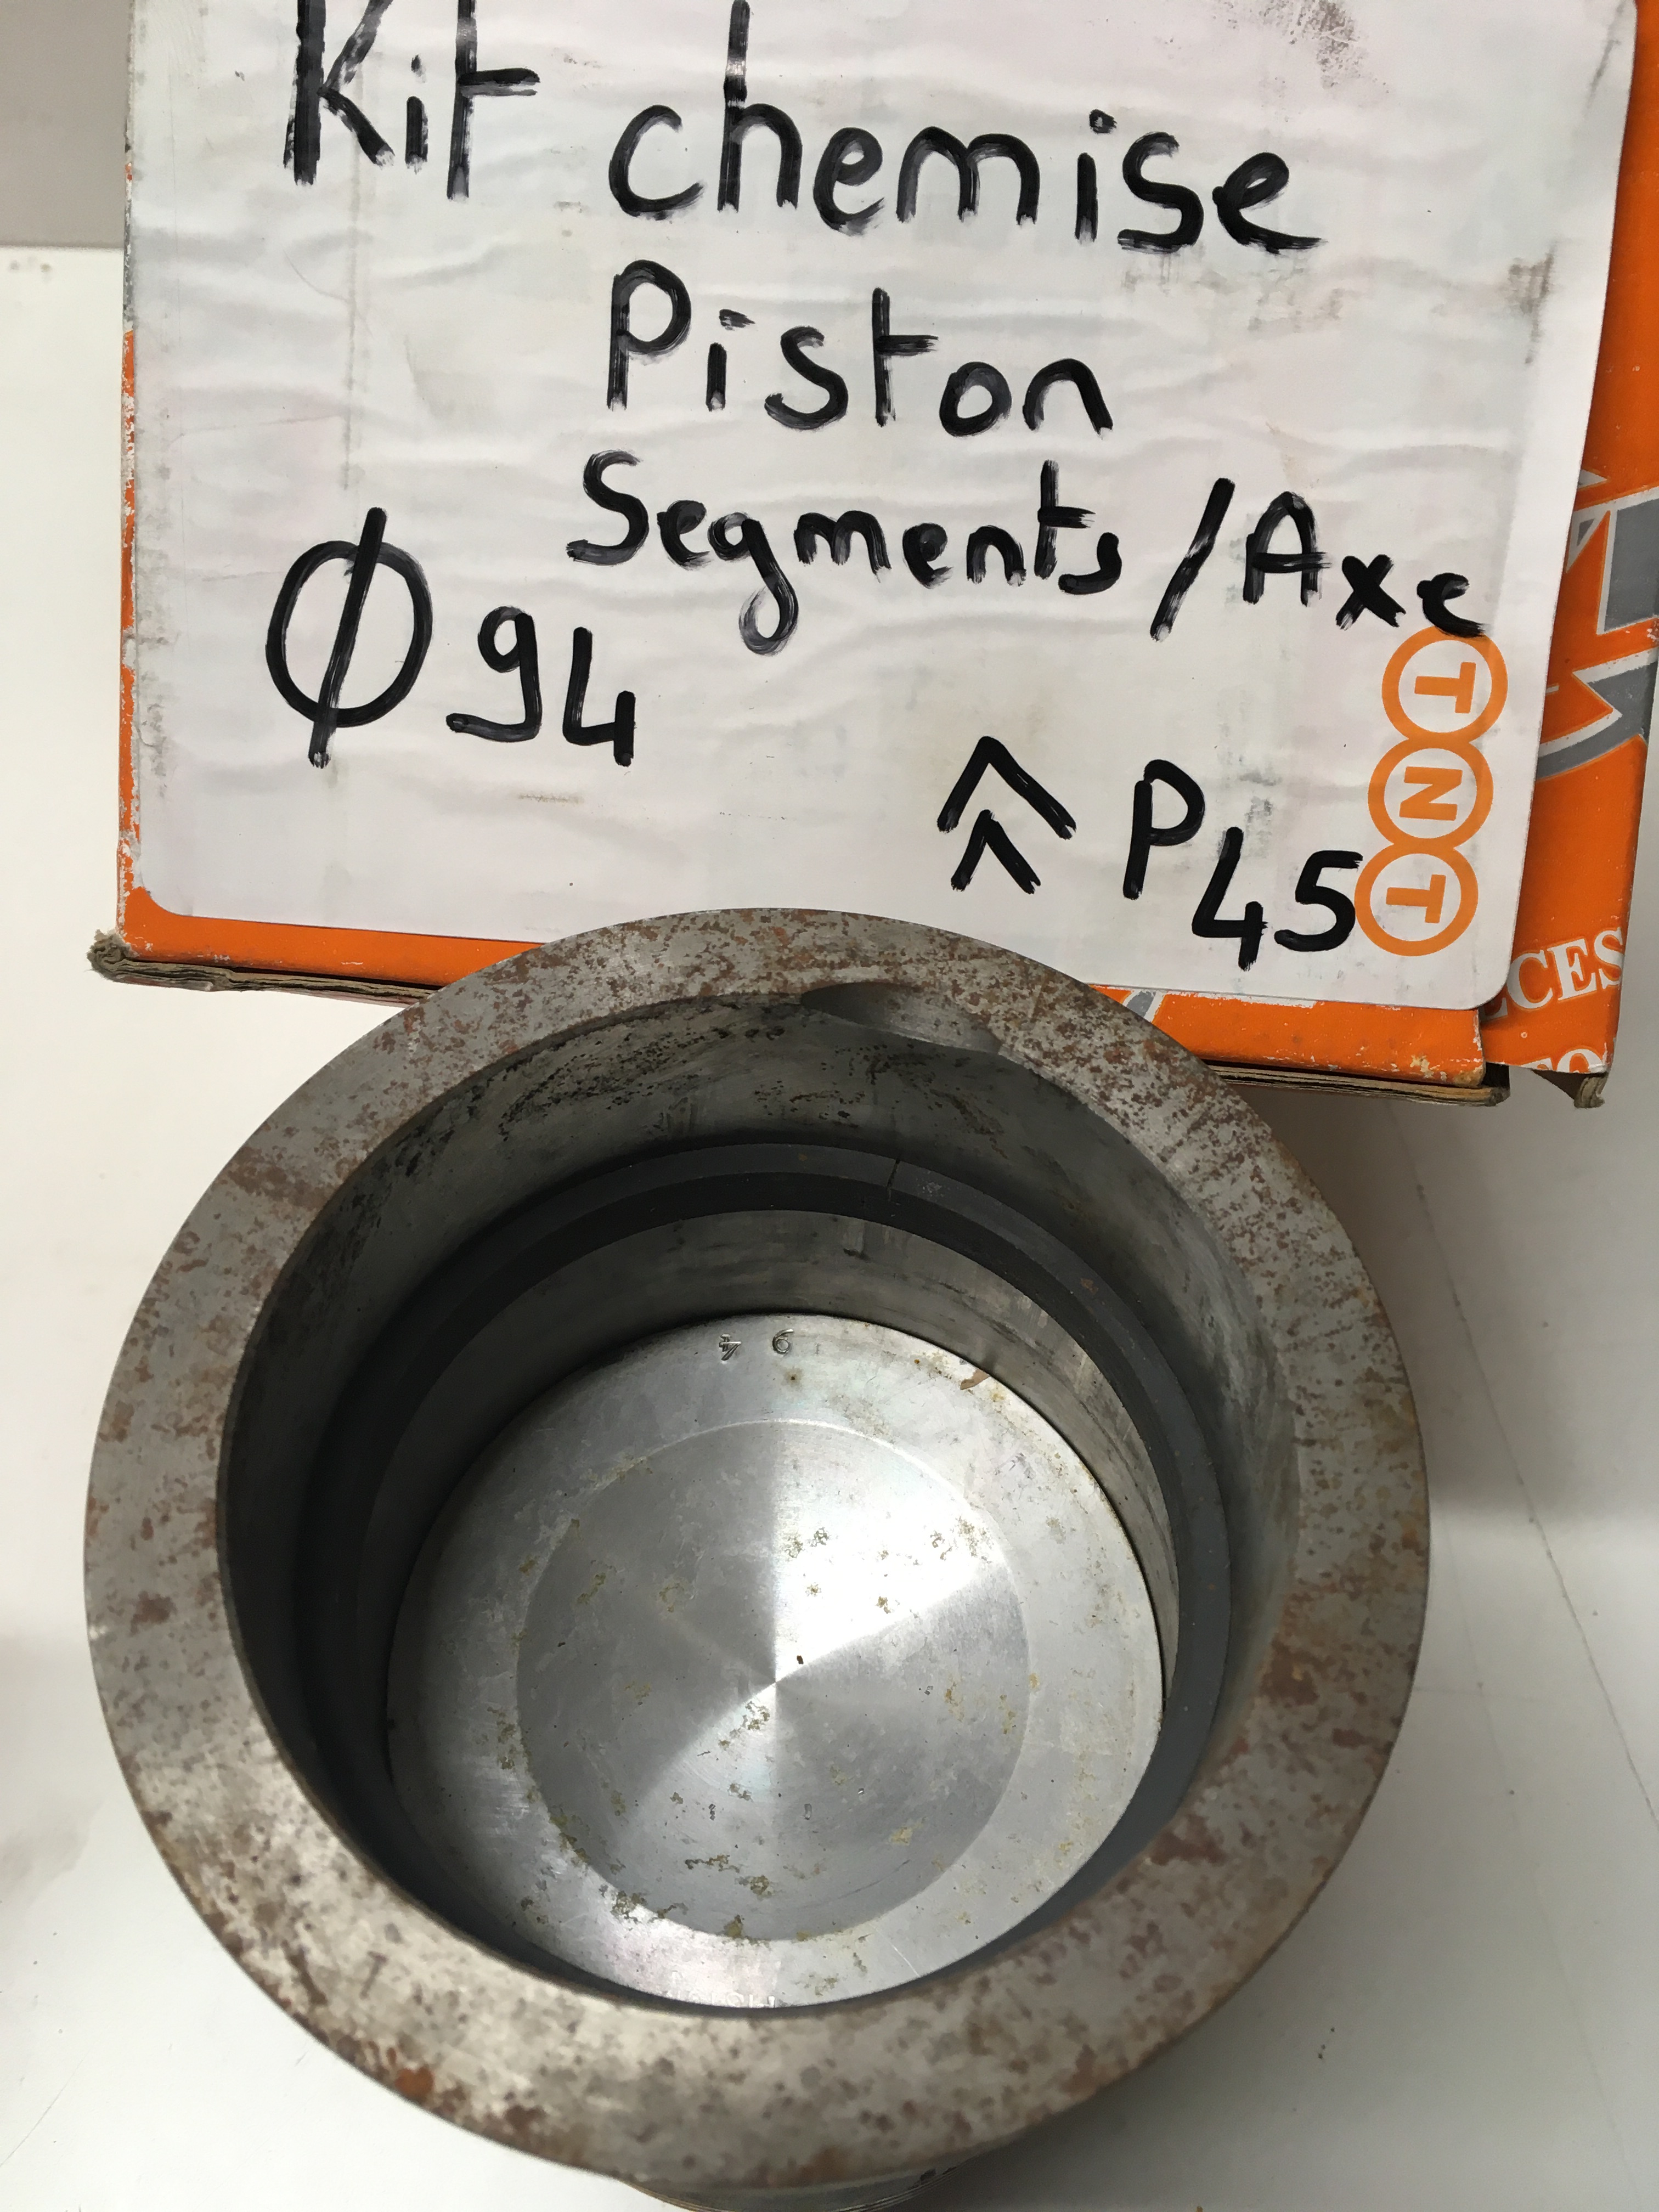 Kit chemise
Piston
Segments/Axe
Ø 94
P45
TNT
94